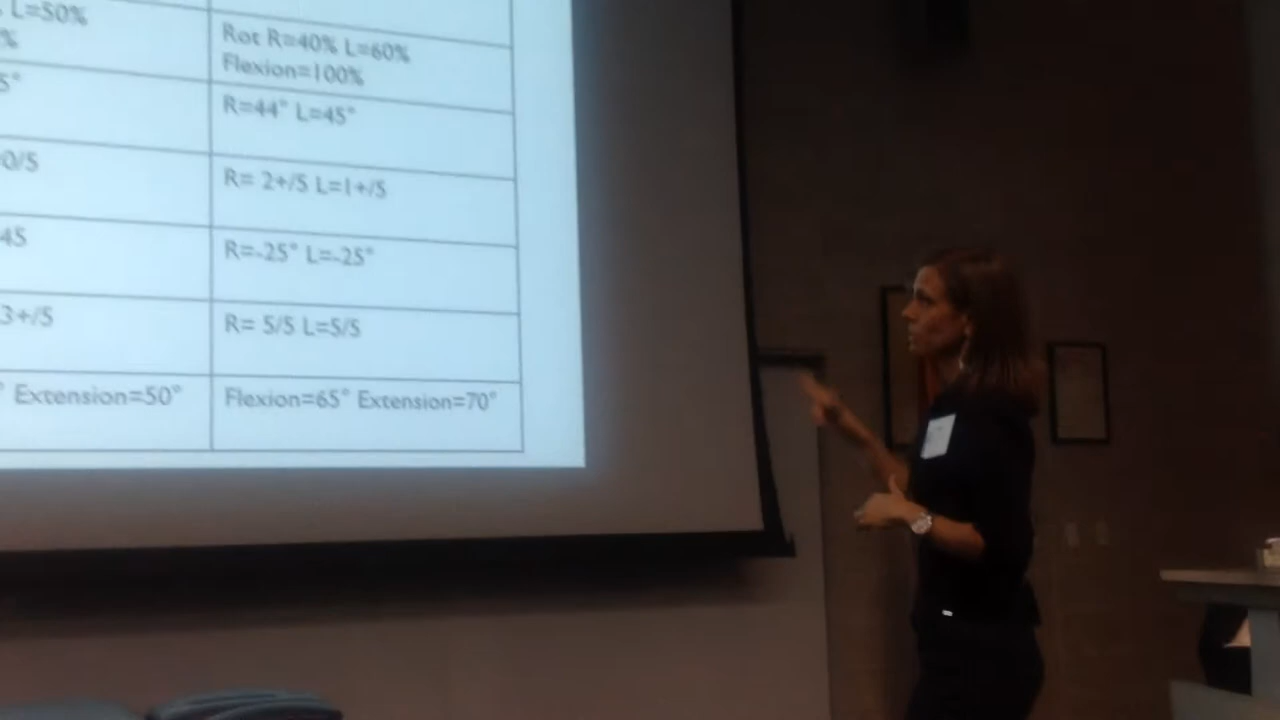 L=50%
%
Rot R=40% L=60%
Flexion=100%
5°
R=44° L=45°
0/5
R= 2+/5 L=1+/5
45
R=-25° L=-25°
3+/5
R= 5/5 L=5/5
° Extension=50°
Flexion=65° Extension=70°